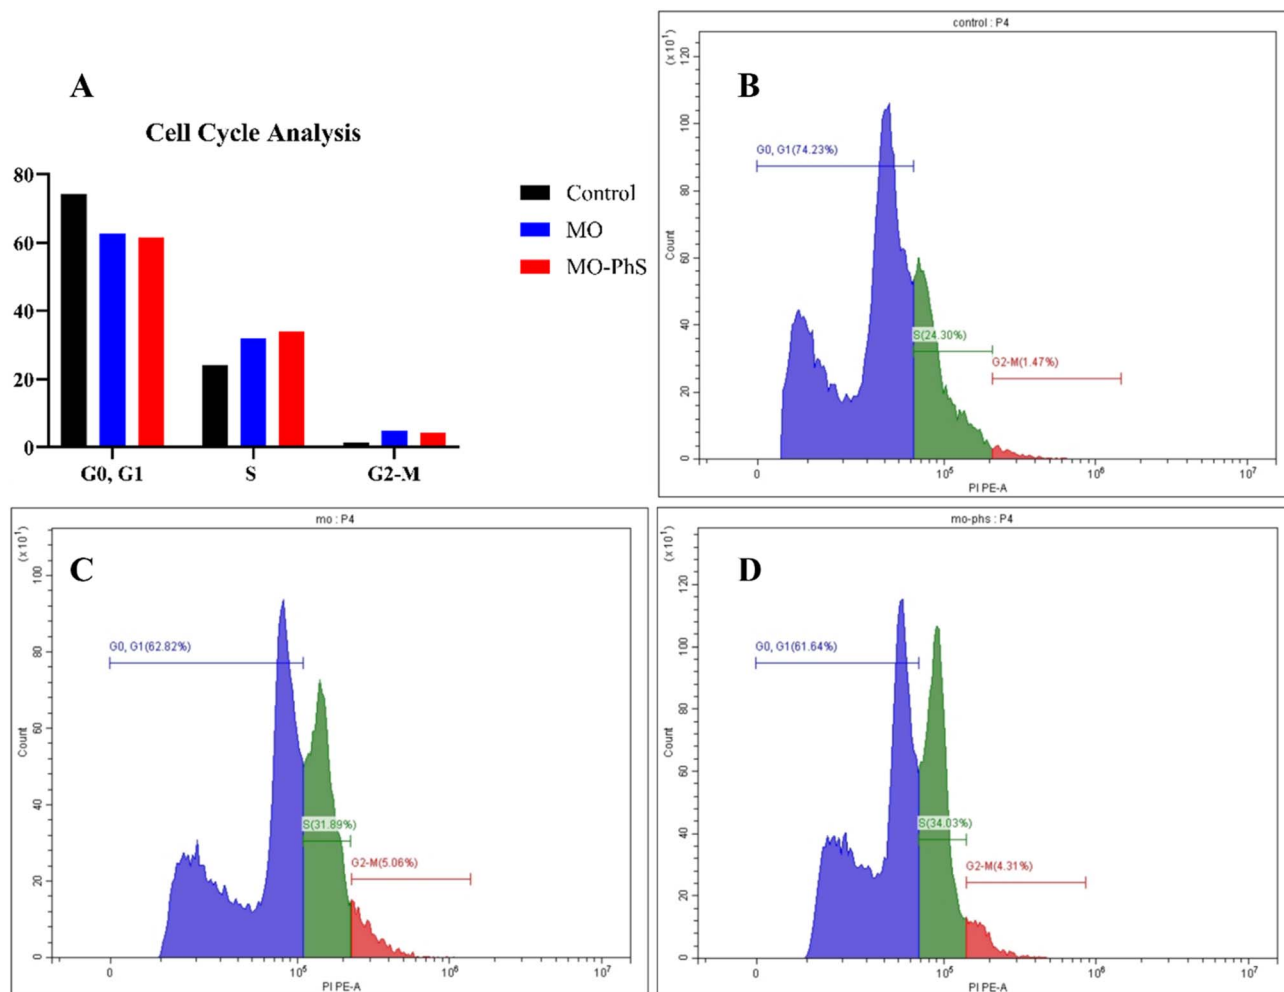 A
Cell Cycle Analysis
80
60
40
20
0
G0, G1
S
G2-M
Control
MO
MO-PhS
control : P4
B
(x 10¹)
Count
120
100
80
60
40
20
0
G0, G1(74.23%)
S(24.30%)
G2-M(1.47%)
0
10⁵
10⁶
10⁷
PI PE-A
mo : P4
C
(x 10¹)
Count
100
80
60
40
20
0
G0, G1(62.82%)
S(31.89%)
G2-M(5.06%)
0
10⁵
10⁶
10⁷
PI PE-A
mo-phs : P4
D
(x 10¹)
Count
120
100
80
60
40
20
0
G0, G1(61.64%)
S(34.03%)
G2-M(4.31%)
0
10⁵
10⁶
10⁷
PI PE-A